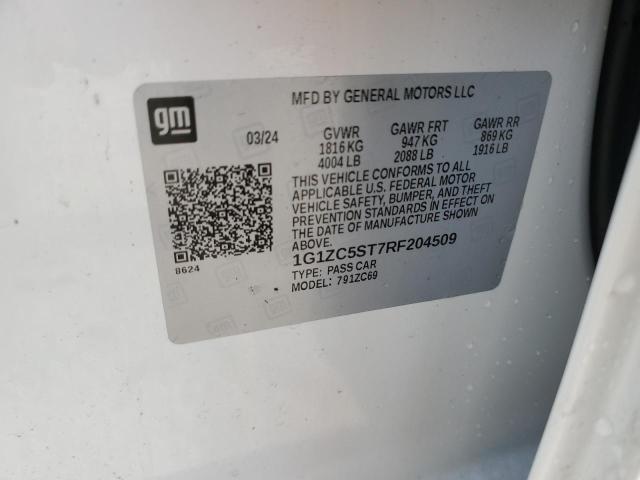 gm
MFD BY GENERAL MOTORS LLC
03/24 GVWR GAWR FRT GAWR RR
1816 KG 947 KG 869 KG
4004 LB 2088 LB 1916 LB
THIS VEHICLE CONFORMS TO ALL
APPLICABLE U.S. FEDERAL MOTOR
VEHICLE SAFETY, BUMPER, AND THEFT
PREVENTION STANDARDS IN EFFECT ON
THE DATE OF MANUFACTURE SHOWN
ABOVE.
1G1ZC5ST7RF204509
TYPE: PASS CAR
MODEL: 791ZC69
8624